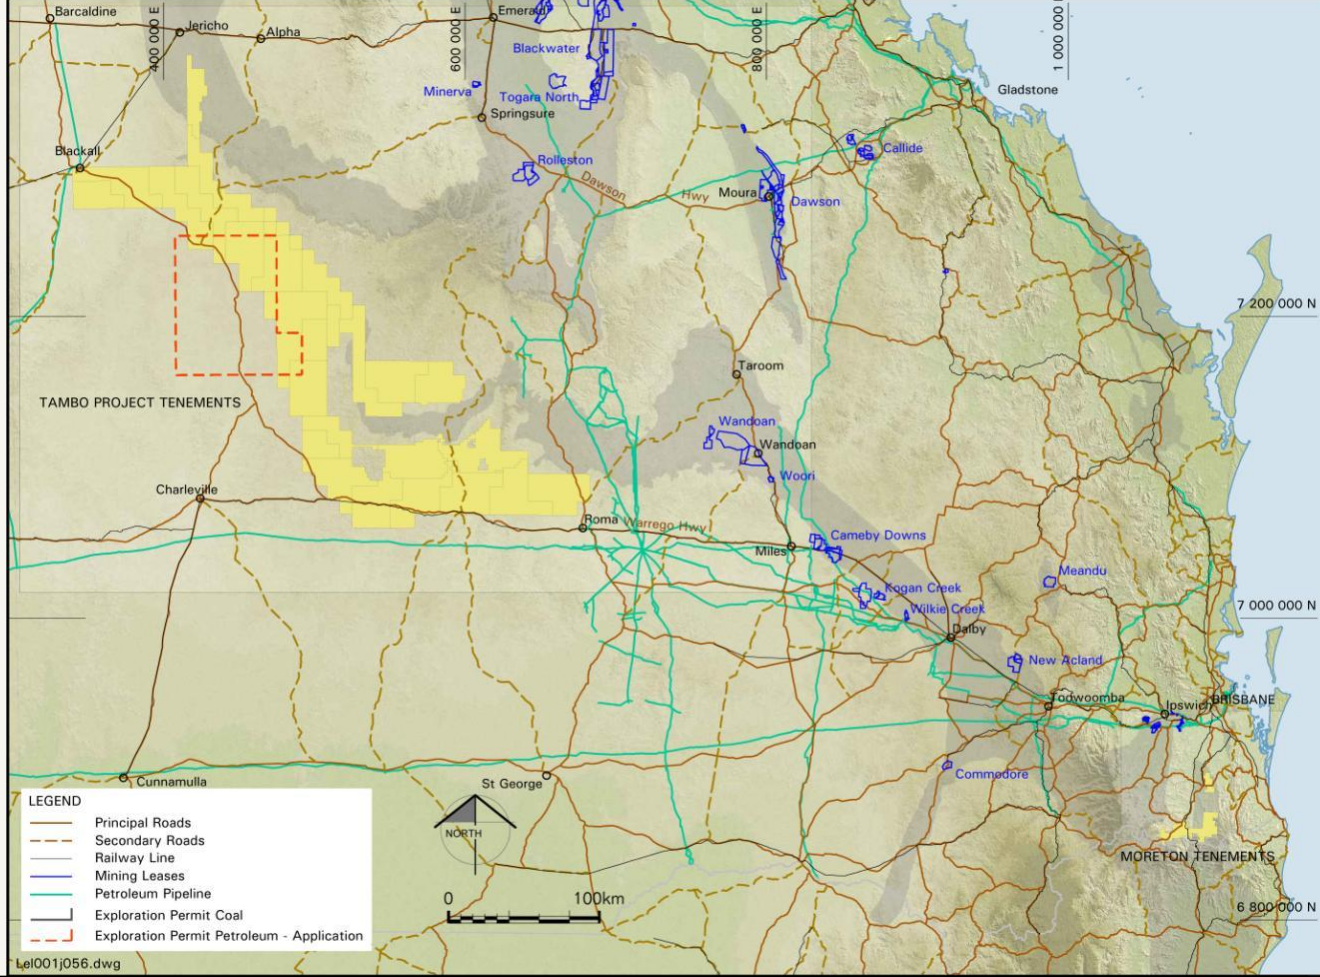 Barcaldine
Jericho
Alpha
400 000 E
600 000 E
Emerald
Blackwater
800 000 E
1 000 000
Minerva
Togara North
Springsure
Gladstone
Blackall
Rolleston
Callide
Dawson
Hwy
Moura
Dawson
7 200 000 N
Taroom
TAMBO PROJECT TENEMENTS
Wandoan
Wandoan
Woori
Charleville
Roma
Warrego Hwy
Miles
Cameby Downs
Meandu
Kogan Creek
Wilkie Creek
7 000 000 N
Dalby
New Acland
Toowoomba
Ipswich
BRISBANE
Commodore
Cunnamulla
St George
LEGEND
Principal Roads
Secondary Roads
Railway Line
Mining Leases
Petroleum Pipeline
Exploration Permit Coal
Exploration Permit Petroleum - Application
NORTH
0 100km
MORETON TENEMENTS
6 800 000 N
Lel001j056.dwg